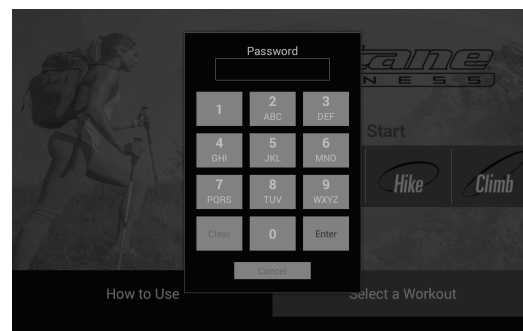 Password
1
2
ABC
3
DEF
4
GHI
5
JKL
6
MNO
7
PQRS
8
TUV
9
WXYZ
Clear
0
Enter
Cancel
Start
Hike
Climb
How to Use
Select a Workout